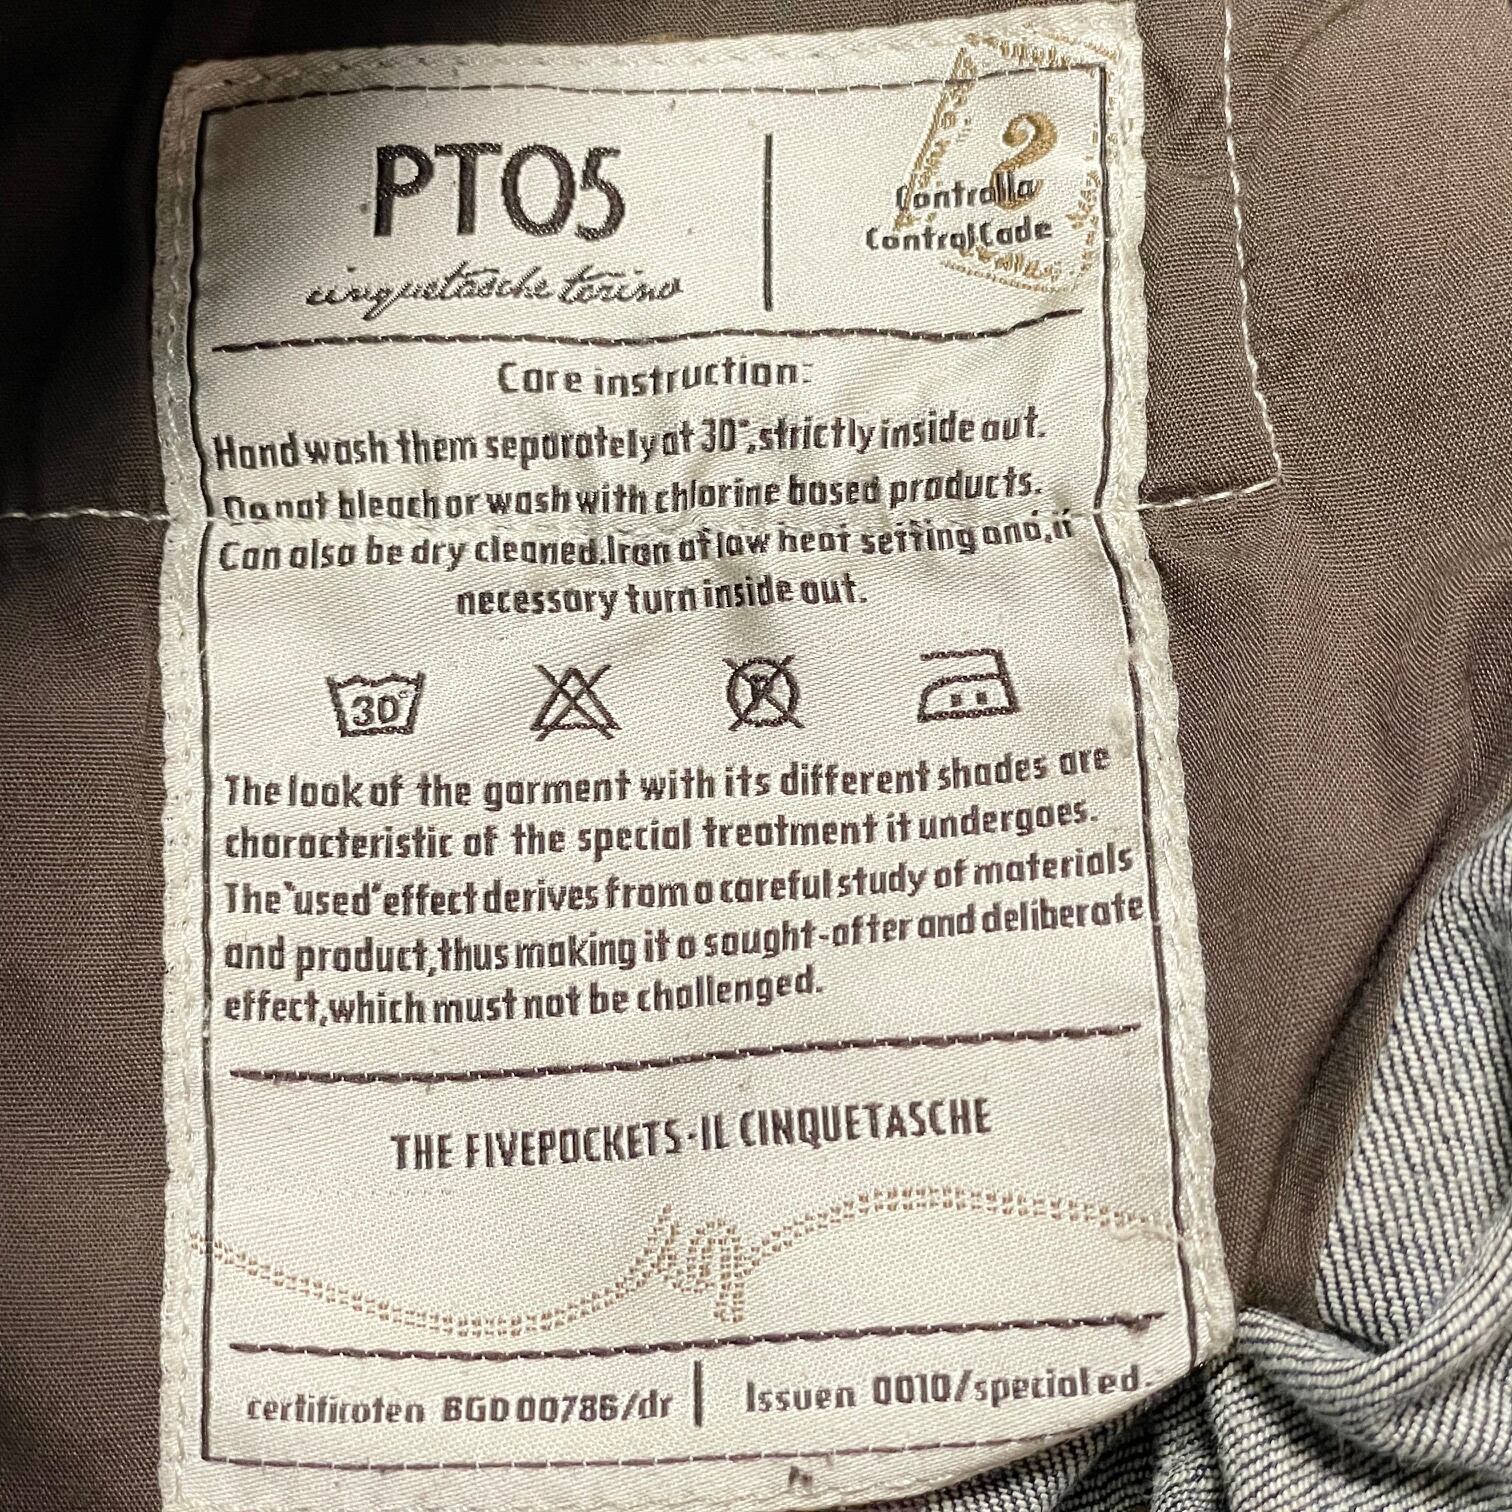 PT05
cinquetasche torino
2
Controlla
Control Code
Care instruction:
Hand wash them separately at 30°, strictly inside out.
Do not bleach or wash with chlorine based products.
Can also be dry cleaned. Iron at low heat setting and, if
necessary turn inside out.
30°
The look of the garment with its different shades are
characteristic of the special treatment it undergoes.
The "used" effect derives from a careful study of materials
and product, thus making it a sought-after and deliberate
effect, which must not be challenged.
THE FIVEPOCKETS-IL CINQUETASCHE
certificaten BGD00786/dr
Issuen 0010/special ed.